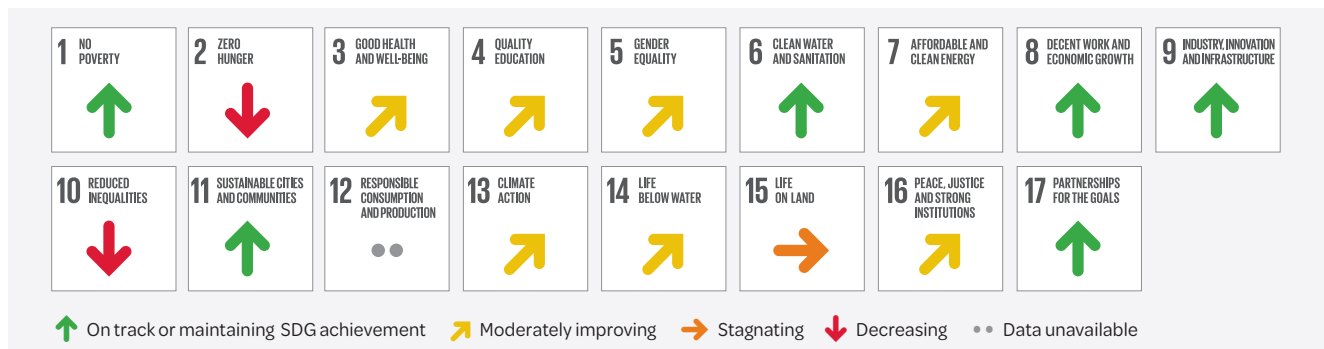 1 NO
POVERTY
2 ZERO
HUNGER
3 GOOD HEALTH
AND WELL-BEING
4 QUALITY
EDUCATION
5 GENDER
EQUALITY
6 CLEAN WATER
AND SANITATION
7 AFFORDABLE AND
CLEAN ENERGY
8 DECENT WORK AND
ECONOMIC GROWTH
9 INDUSTRY, INNOVATION
AND INFRASTRUCTURE
10 REDUCED
INEQUALITIES
11 SUSTAINABLE CITIES
AND COMMUNITIES
12 RESPONSIBLE
CONSUMPTION
AND PRODUCTION
13 CLIMATE
ACTION
14 LIFE
BELOW WATER
15 LIFE
ON LAND
16 PEACE, JUSTICE
AND STRONG
INSTITUTIONS
17 PARTNERSHIPS
FOR THE GOALS
On track or maintaining SDG achievement
Moderately improving
Stagnating
Decreasing
Data unavailable